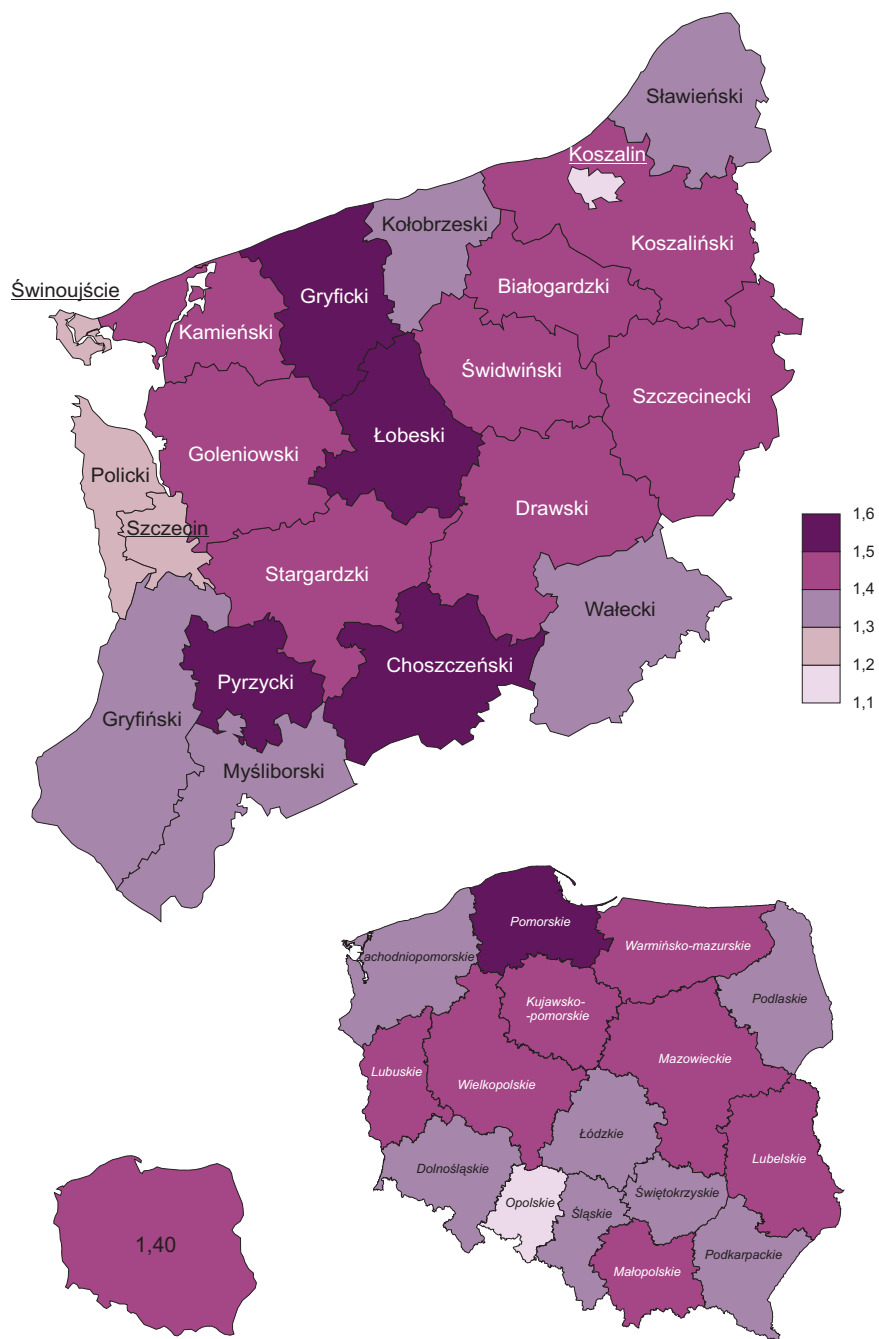 Sławieński
Koszalin
Kołobrzeski
Koszaliński
Białogardzki
Świnoujście
Gryficki
Kamieński
Świdwiński
Szczecinecki
Łobeski
Goleniowski
Policki
Drawski
Szczecin
Stargardzki
Wałecki
Choszczeński
Pyrzycki
Gryfiński
Myśliborski
1,6
1,5
1,4
1,3
1,2
1,1
Pomorskie
Warmińsko-mazurskie
achodniopomorskie
Kujawsko-
-pomorskie
Podlaskie
Mazowieckie
Lubuskie
Wielkopolskie
Łódzkie
Lubelskie
Dolnośląskie
Opolskie
Świętokrzyskie
Śląskie
Podkarpackie
Małopolskie
1,40